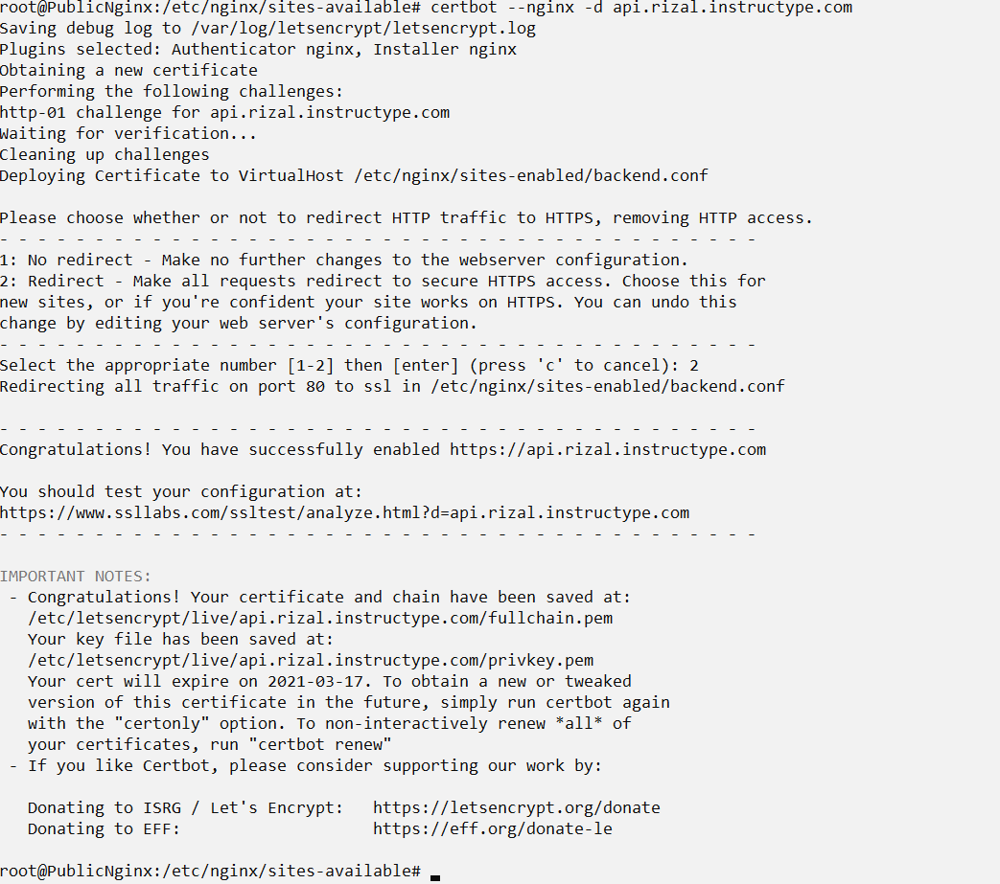 root@PublicNginx:/etc/nginx/sites-available# certbot --nginx -d api.rizal.instructype.com
Saving debug log to /var/log/letsencrypt/letsencrypt.log
Plugins selected: Authenticator nginx, Installer nginx
Obtaining a new certificate
Performing the following challenges:
http-01 challenge for api.rizal.instructype.com
Waiting for verification...
Cleaning up challenges
Deploying Certificate to VirtualHost /etc/nginx/sites-enabled/backend.conf

Please choose whether or not to redirect HTTP traffic to HTTPS, removing HTTP access.
- - - - - - - - - - - - - - - - - - - - - - - - - - - - - - - - - - - - - - - -
1: No redirect - Make no further changes to the webserver configuration.
2: Redirect - Make all requests redirect to secure HTTPS access. Choose this for
new sites, or if you're confident your site works on HTTPS. You can undo this
change by editing your web server's configuration.
- - - - - - - - - - - - - - - - - - - - - - - - - - - - - - - - - - - - - - - -
Select the appropriate number [1-2] then [enter] (press 'c' to cancel): 2
Redirecting all traffic on port 80 to ssl in /etc/nginx/sites-enabled/backend.conf

- - - - - - - - - - - - - - - - - - - - - - - - - - - - - - - - - - - - - - - -
Congratulations! You have successfully enabled https://api.rizal.instructype.com

You should test your configuration at:
https://www.ssllabs.com/ssltest/analyze.html?d=api.rizal.instructype.com
- - - - - - - - - - - - - - - - - - - - - - - - - - - - - - - - - - - - - - - -

IMPORTANT NOTES:
 - Congratulations! Your certificate and chain have been saved at:
   /etc/letsencrypt/live/api.rizal.instructype.com/fullchain.pem
   Your key file has been saved at:
   /etc/letsencrypt/live/api.rizal.instructype.com/privkey.pem
   Your cert will expire on 2021-03-17. To obtain a new or tweaked
   version of this certificate in the future, simply run certbot again
   with the "certonly" option. To non-interactively renew *all* of
   your certificates, run "certbot renew"
 - If you like Certbot, please consider supporting our work by:

   Donating to ISRG / Let's Encrypt:   https://letsencrypt.org/donate
   Donating to EFF:                    https://eff.org/donate-le

root@PublicNginx:/etc/nginx/sites-available#